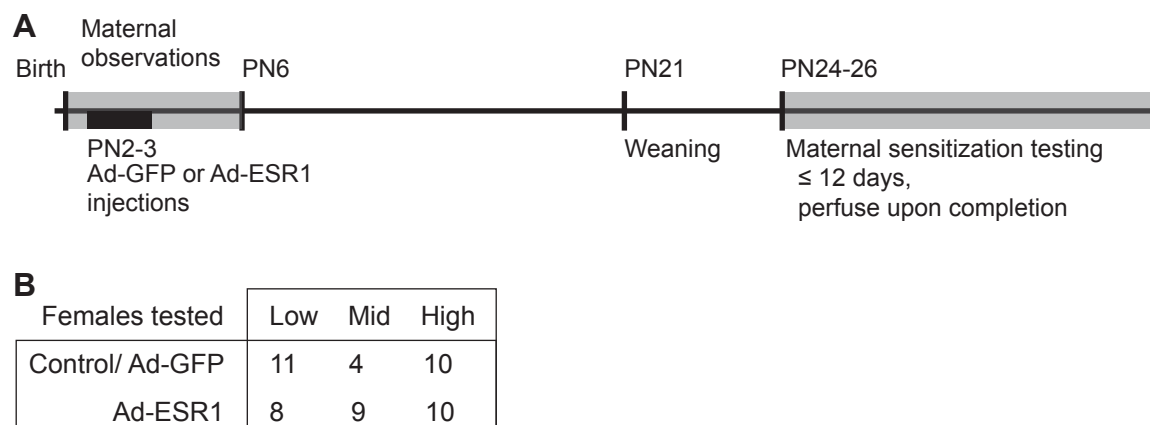 A
Maternal
observations
Birth
PN6
PN21
PN24-26
PN2-3
Ad-GFP or Ad-ESR1
injections
Weaning
Maternal sensitization testing
≤ 12 days,
perfuse upon completion
B
Females tested Low Mid High
Control/ Ad-GFP 11 4 10
Ad-ESR1 8 9 10